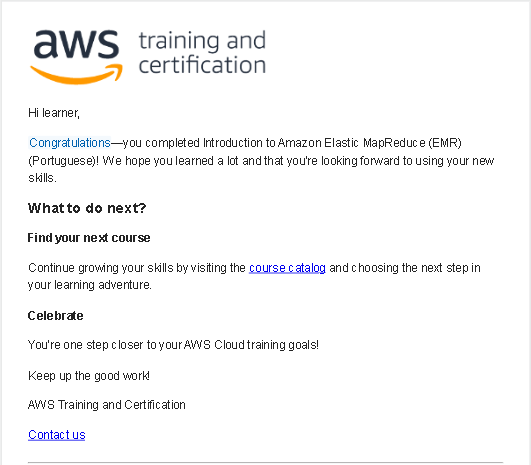 aws training and
certification
Hi learner,
Congratulations—you completed Introduction to Amazon Elastic MapReduce (EMR)
(Portuguese)! We hope you learned a lot and that you're looking forward to using your new
skills.
What to do next?
Find your next course
Continue growing your skills by visiting the course catalog and choosing the next step in
your learning adventure.
Celebrate
You're one step closer to your AWS Cloud training goals!
Keep up the good work!
AWS Training and Certification
Contact us